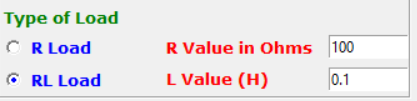 Type of Load
R Load R Value in Ohms 100
RL Load L Value (H) 0.1